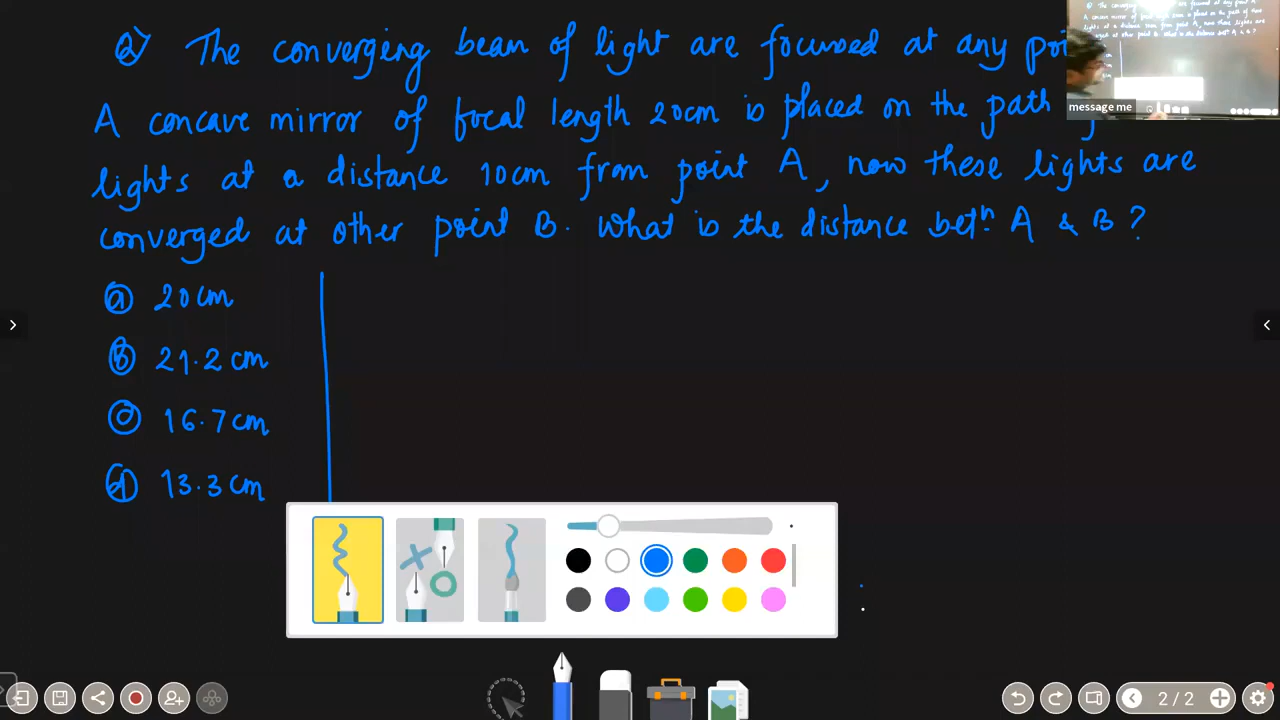 Q) The converging beam of light are focused at any poi
A concave mirror of focal length 20cm is placed on the path
lights at a distance 10cm from point A, now these lights are
converged at other point B. What is the distance betn. A & B ?
(a) 20cm
(b) 21.2 cm
(c) 16.7 cm
(d) 13.3 cm
message me
2/2